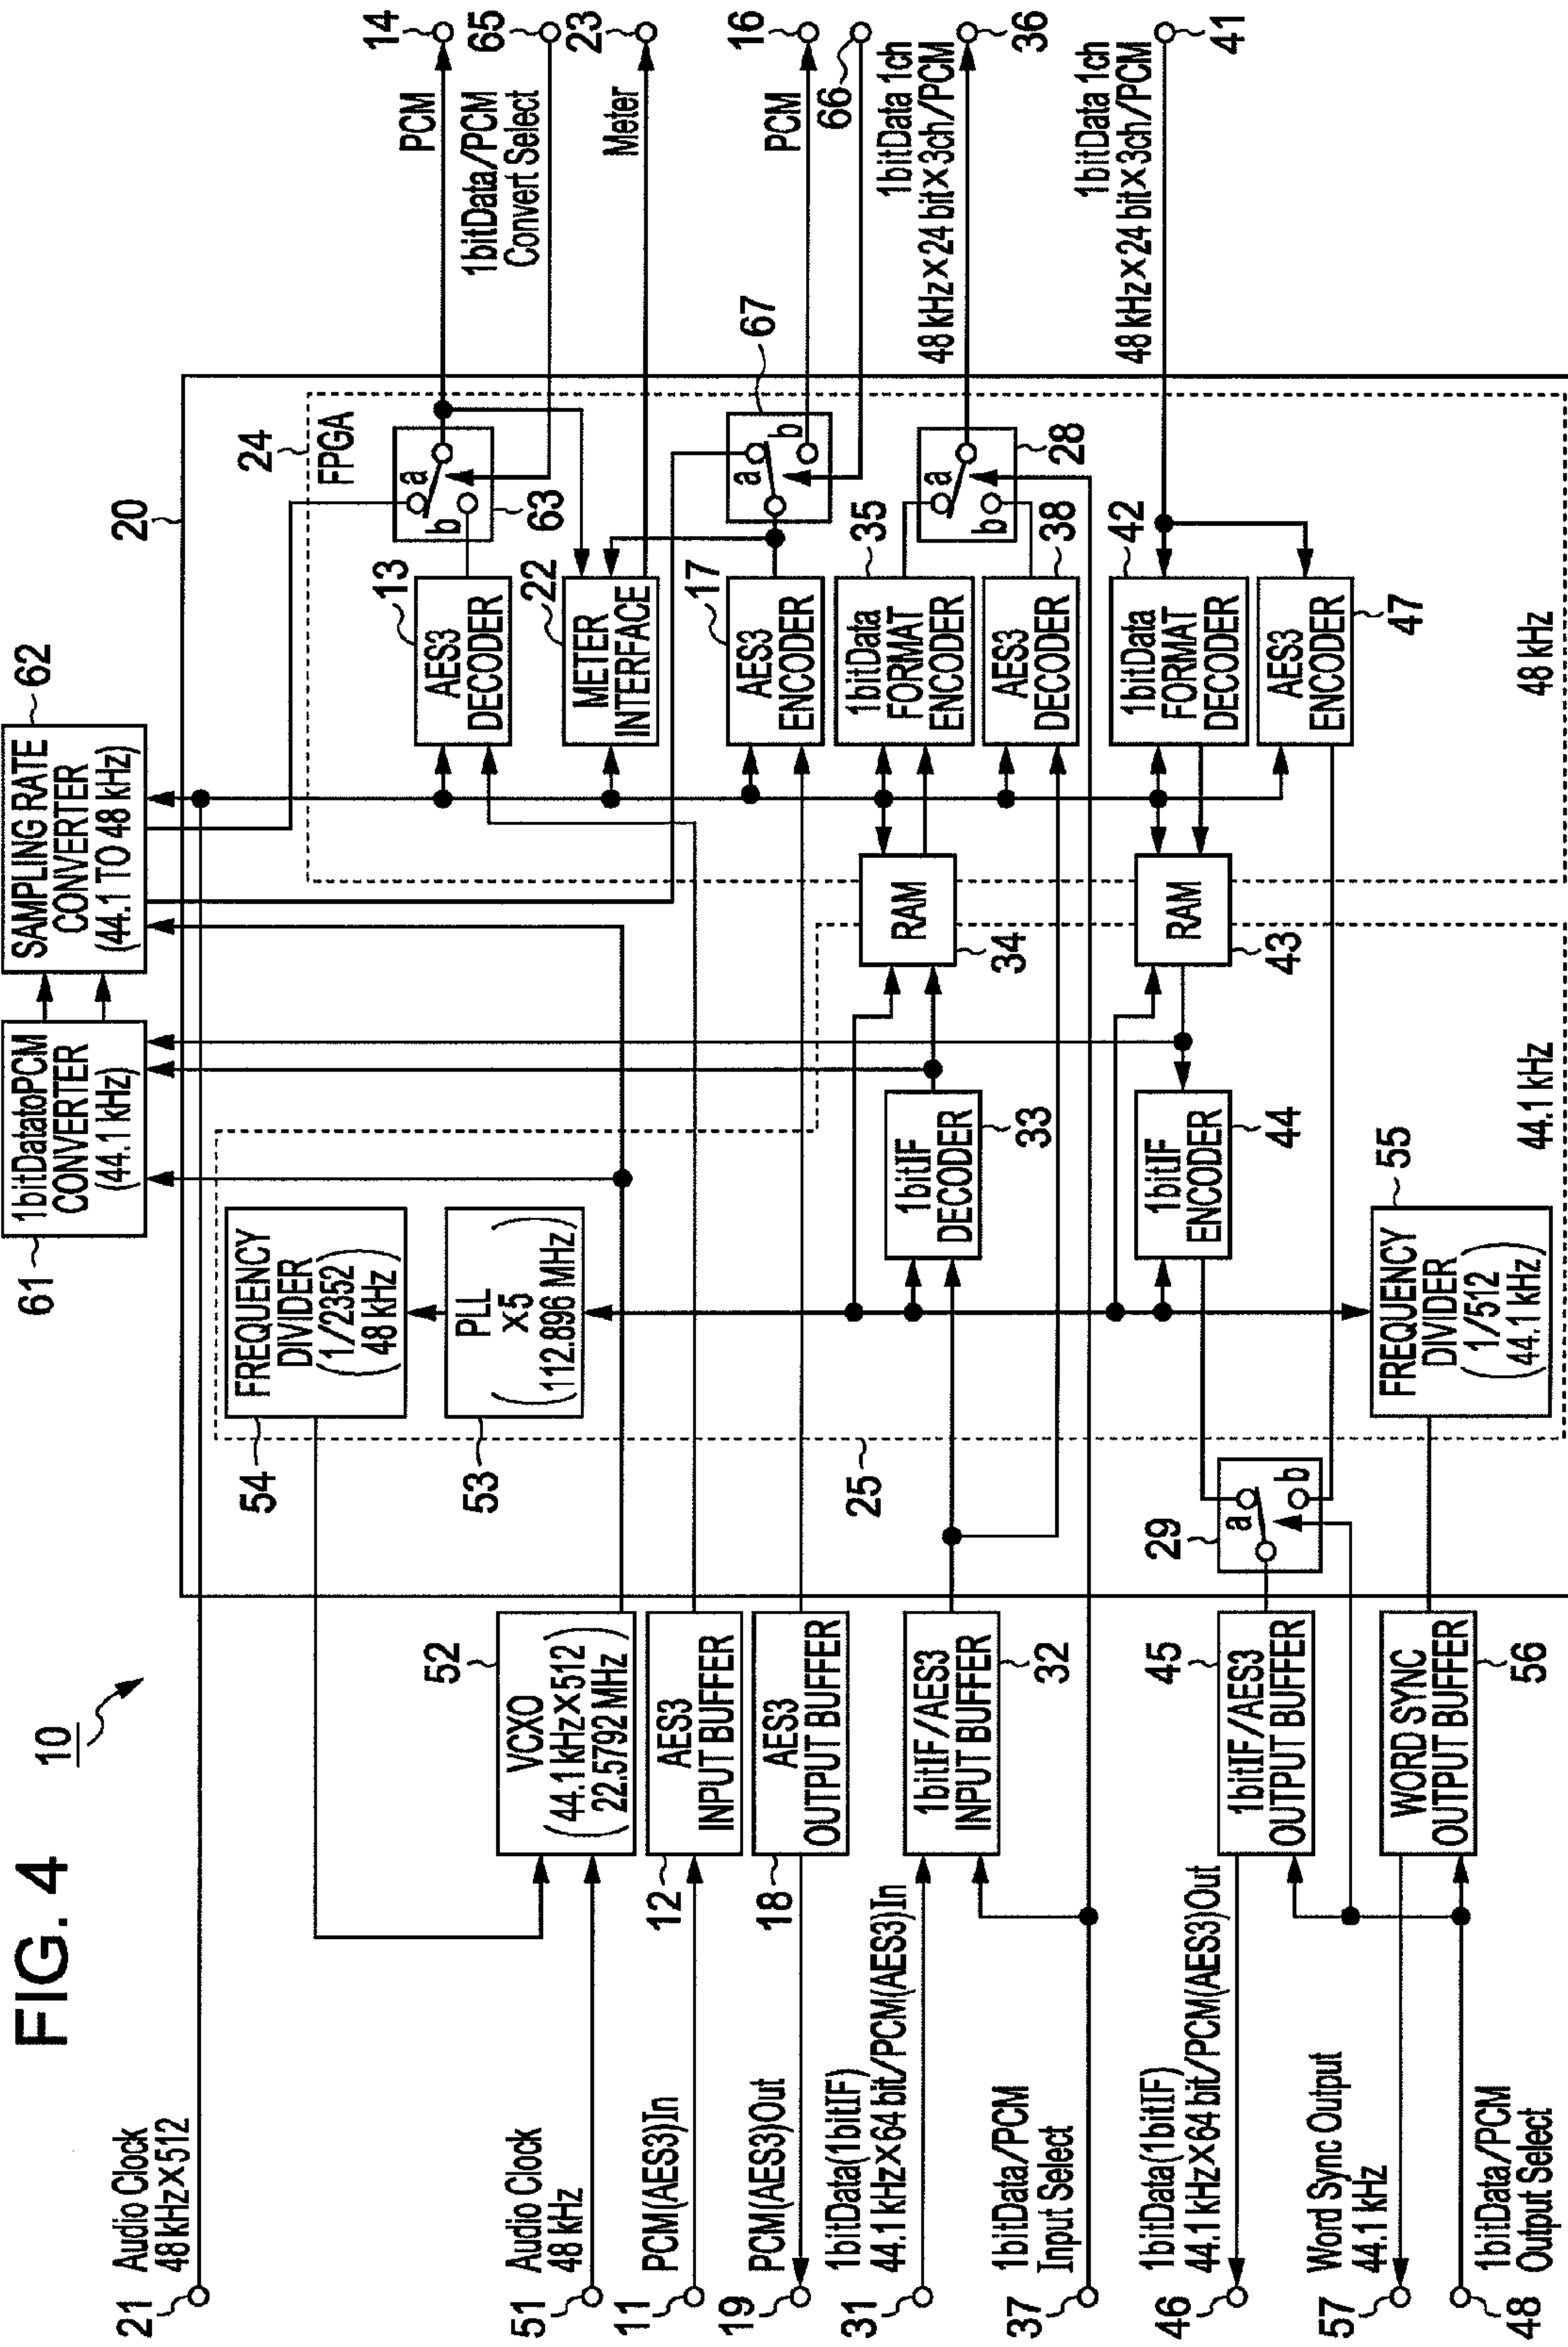 FIG. 4
10
61
1bitDatatoPCM
CONVERTER
(44.1 kHz)
62
SAMPLING RATE
CONVERTER
(44.1 TO 48 kHz)
20
24
FPGA
21
Audio Clock
48 kHz×512
54
FREQUENCY
DIVIDER
(1/2352
48 kHz)
13
AES3
DECODER
a
b
63
PCM
14
1bitData/PCM
Convert Select
65
51
Audio Clock
48 kHz
52
VCXO
(44.1 kHz×512
22.5792 MHz)
53
PLL
(×5
112.896 MHz)
22
METER
INTERFACE
Meter
23
11
PCM(AES3)In
12
AES3
INPUT BUFFER
19
PCM(AES3)Out
18
AES3
OUTPUT BUFFER
17
AES3
ENCODER
67
a
b
PCM
16
66
31
1bitData(1bitIF)
44.1 kHz×64 bit/PCM(AES3)In
1bitIF/AES3
INPUT BUFFER
32
1bitIF
DECODER
33
RAM
34
35
1bitData
FORMAT
ENCODER
AES3
DECODER
38
a
b
28
1bitData 1ch
48 kHz×24 bit×3ch/PCM
36
37
1bitData/PCM
Input Select
25
46
1bitData(1bitIF)
44.1 kHz×64 bit/PCM(AES3)Out
45
1bitIF/AES3
OUTPUT BUFFER
29
a
b
1bitIF
ENCODER
44
RAM
43
42
1bitData
FORMAT
DECODER
AES3
ENCODER
47
1bitData 1ch
48 kHz×24 bit×3ch/PCM
41
57
Word Sync Output
44.1 kHz
WORD SYNC
OUTPUT BUFFER
56
FREQUENCY
DIVIDER
(1/512
44.1 kHz)
55
48
1bitData/PCM
Output Select
44.1 kHz
48 kHz